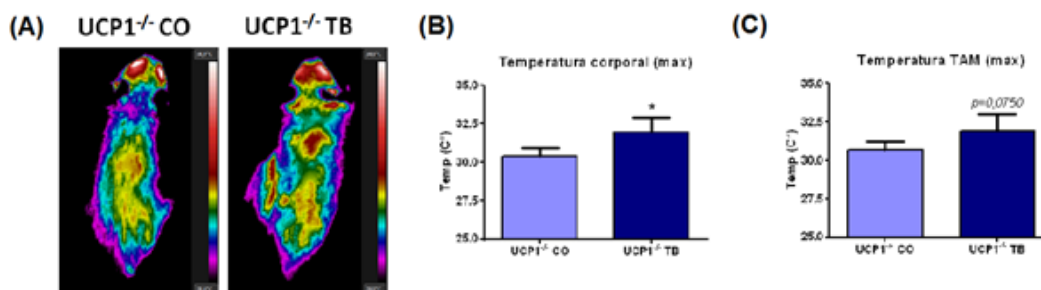 (A)
UCP1-/- CO
UCP1-/- TB
(B)
Temperatura corporal (max)
Temp (C°)
35.0
32.5
30.0
27.5
25.0
*
UCP1-/- CO
UCP1-/- TB
(C)
Temperatura TAM (max)
Temp (C°)
35.0
32.5
30.0
27.5
25.0
p=0,0750
UCP1-/- CO
UCP1-/- TB